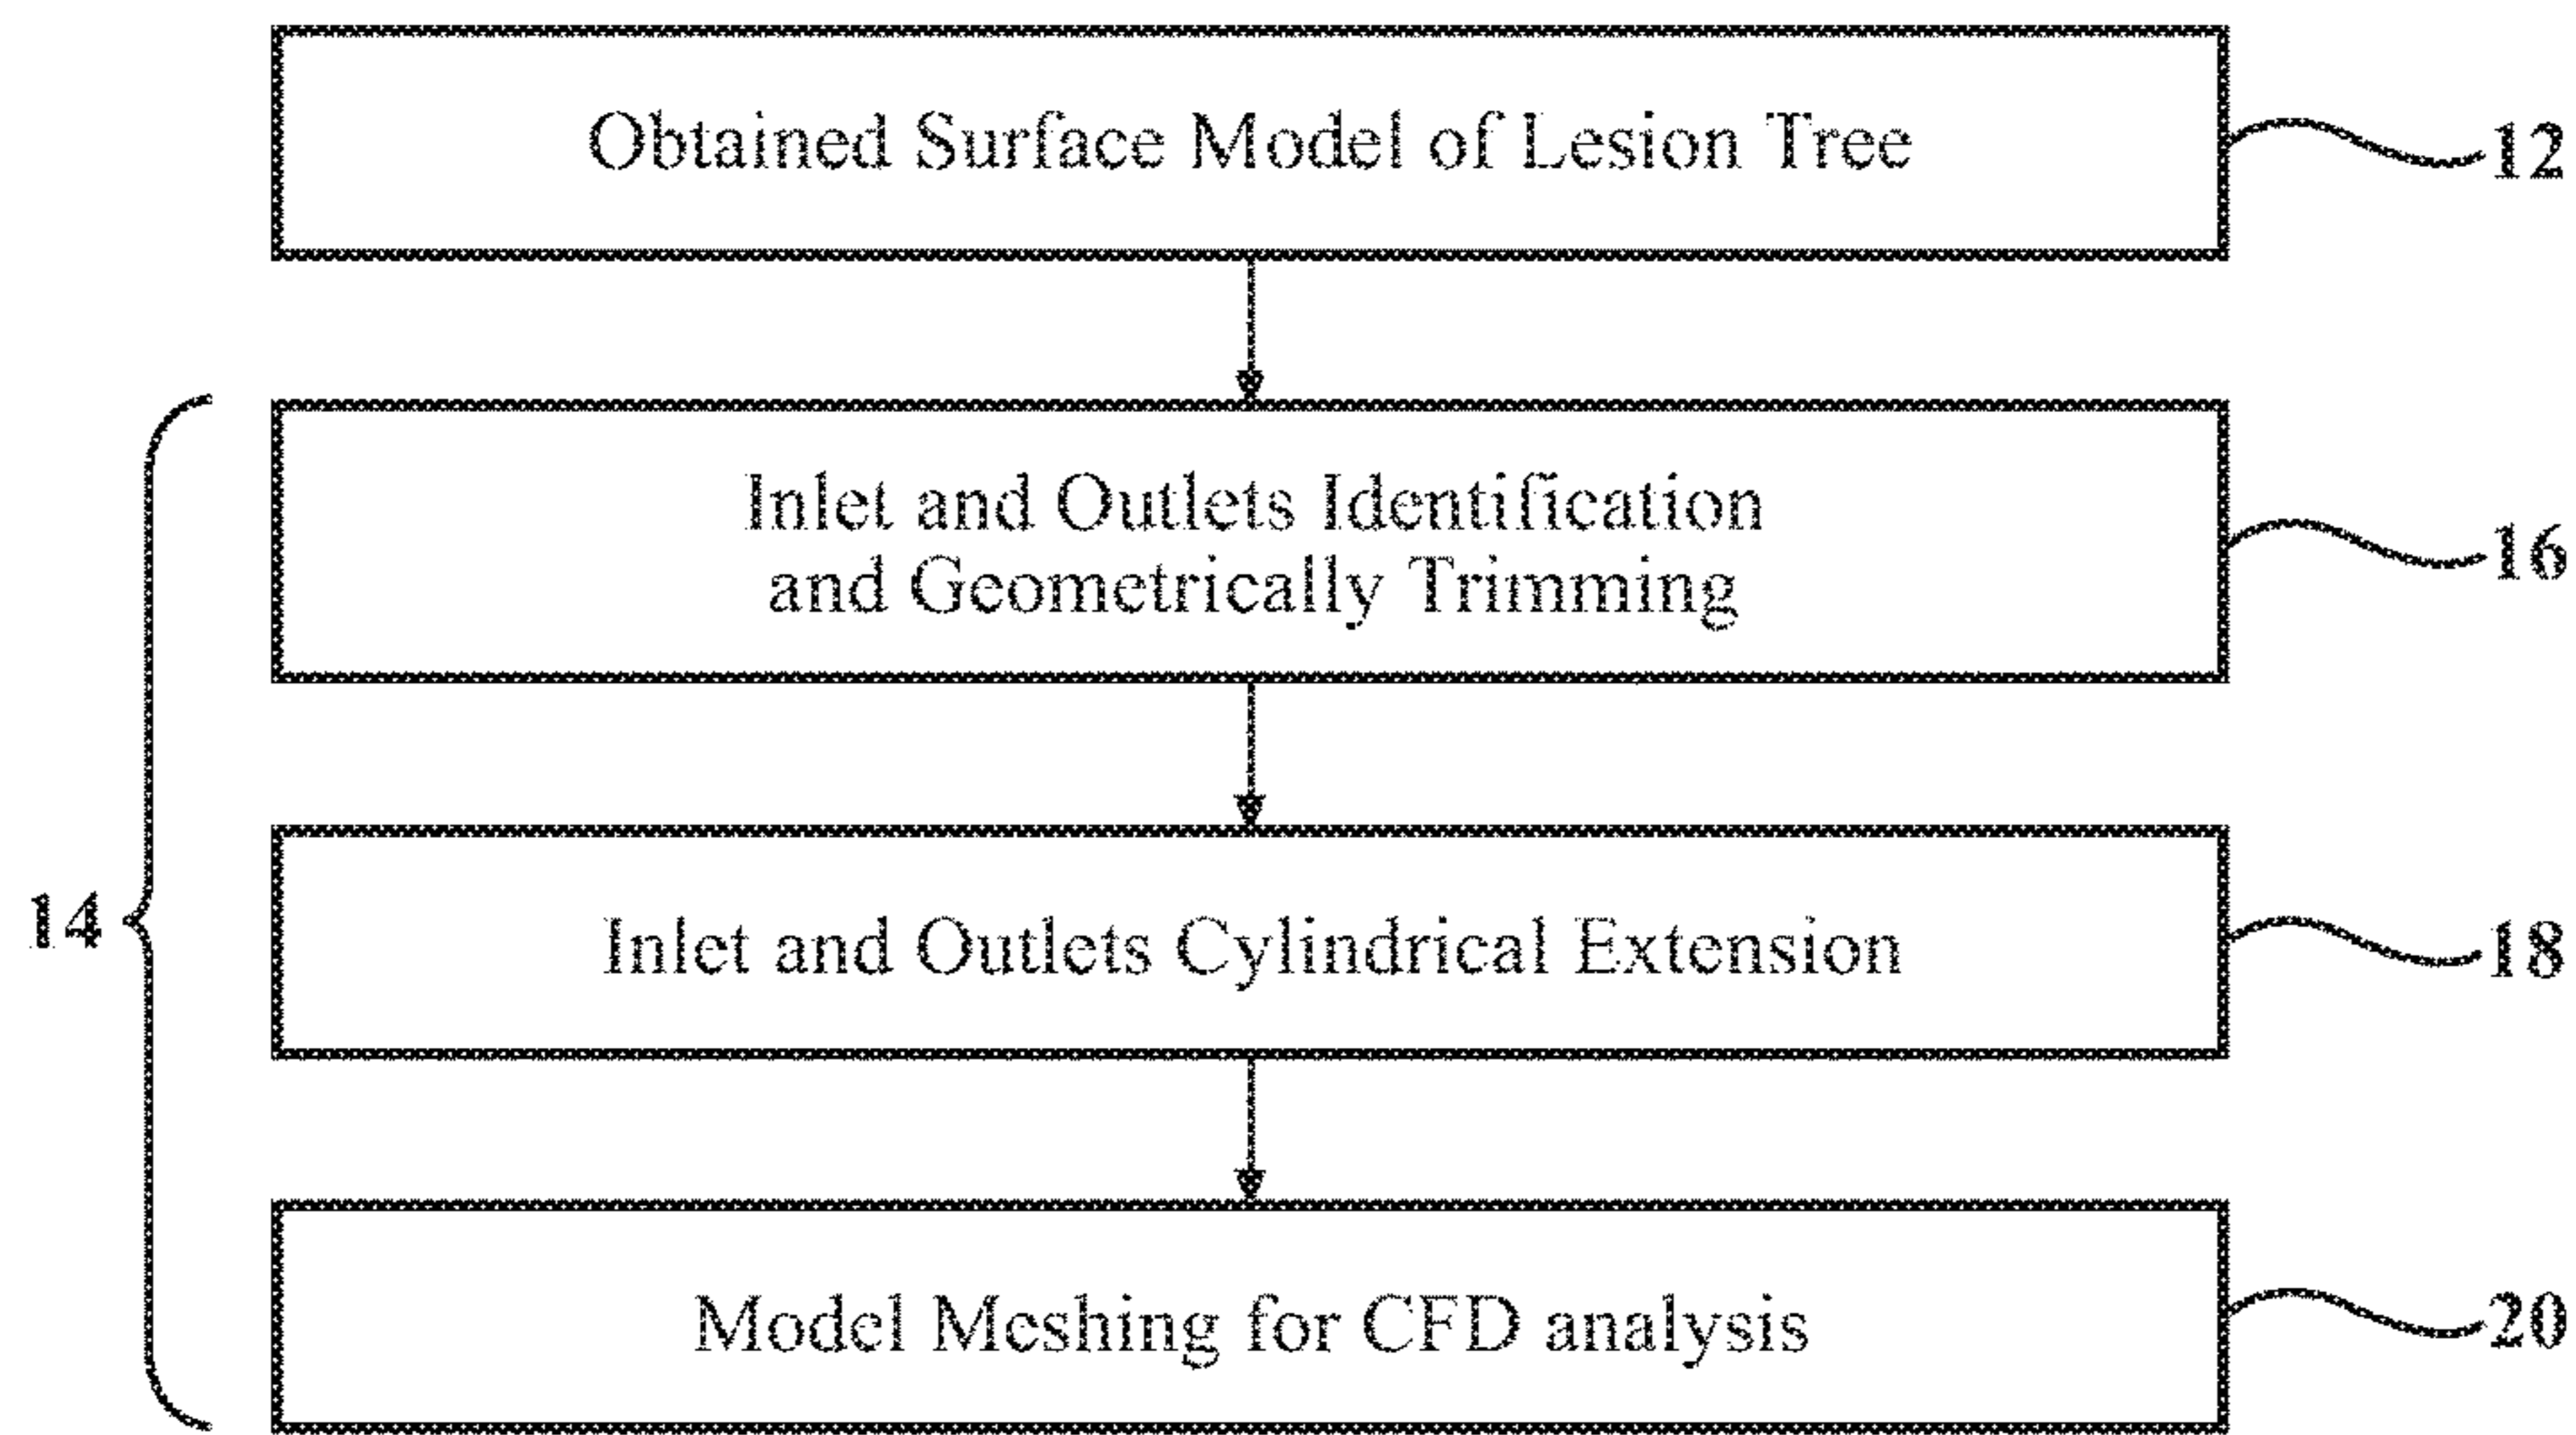 Obtained Surface Model of Lesion Tree
12
Inlet and Outlets Identification
and Geometrically Trimming
16
14
Inlet and Outlets Cylindrical Extension
18
Model Meshing for CFD analysis
20